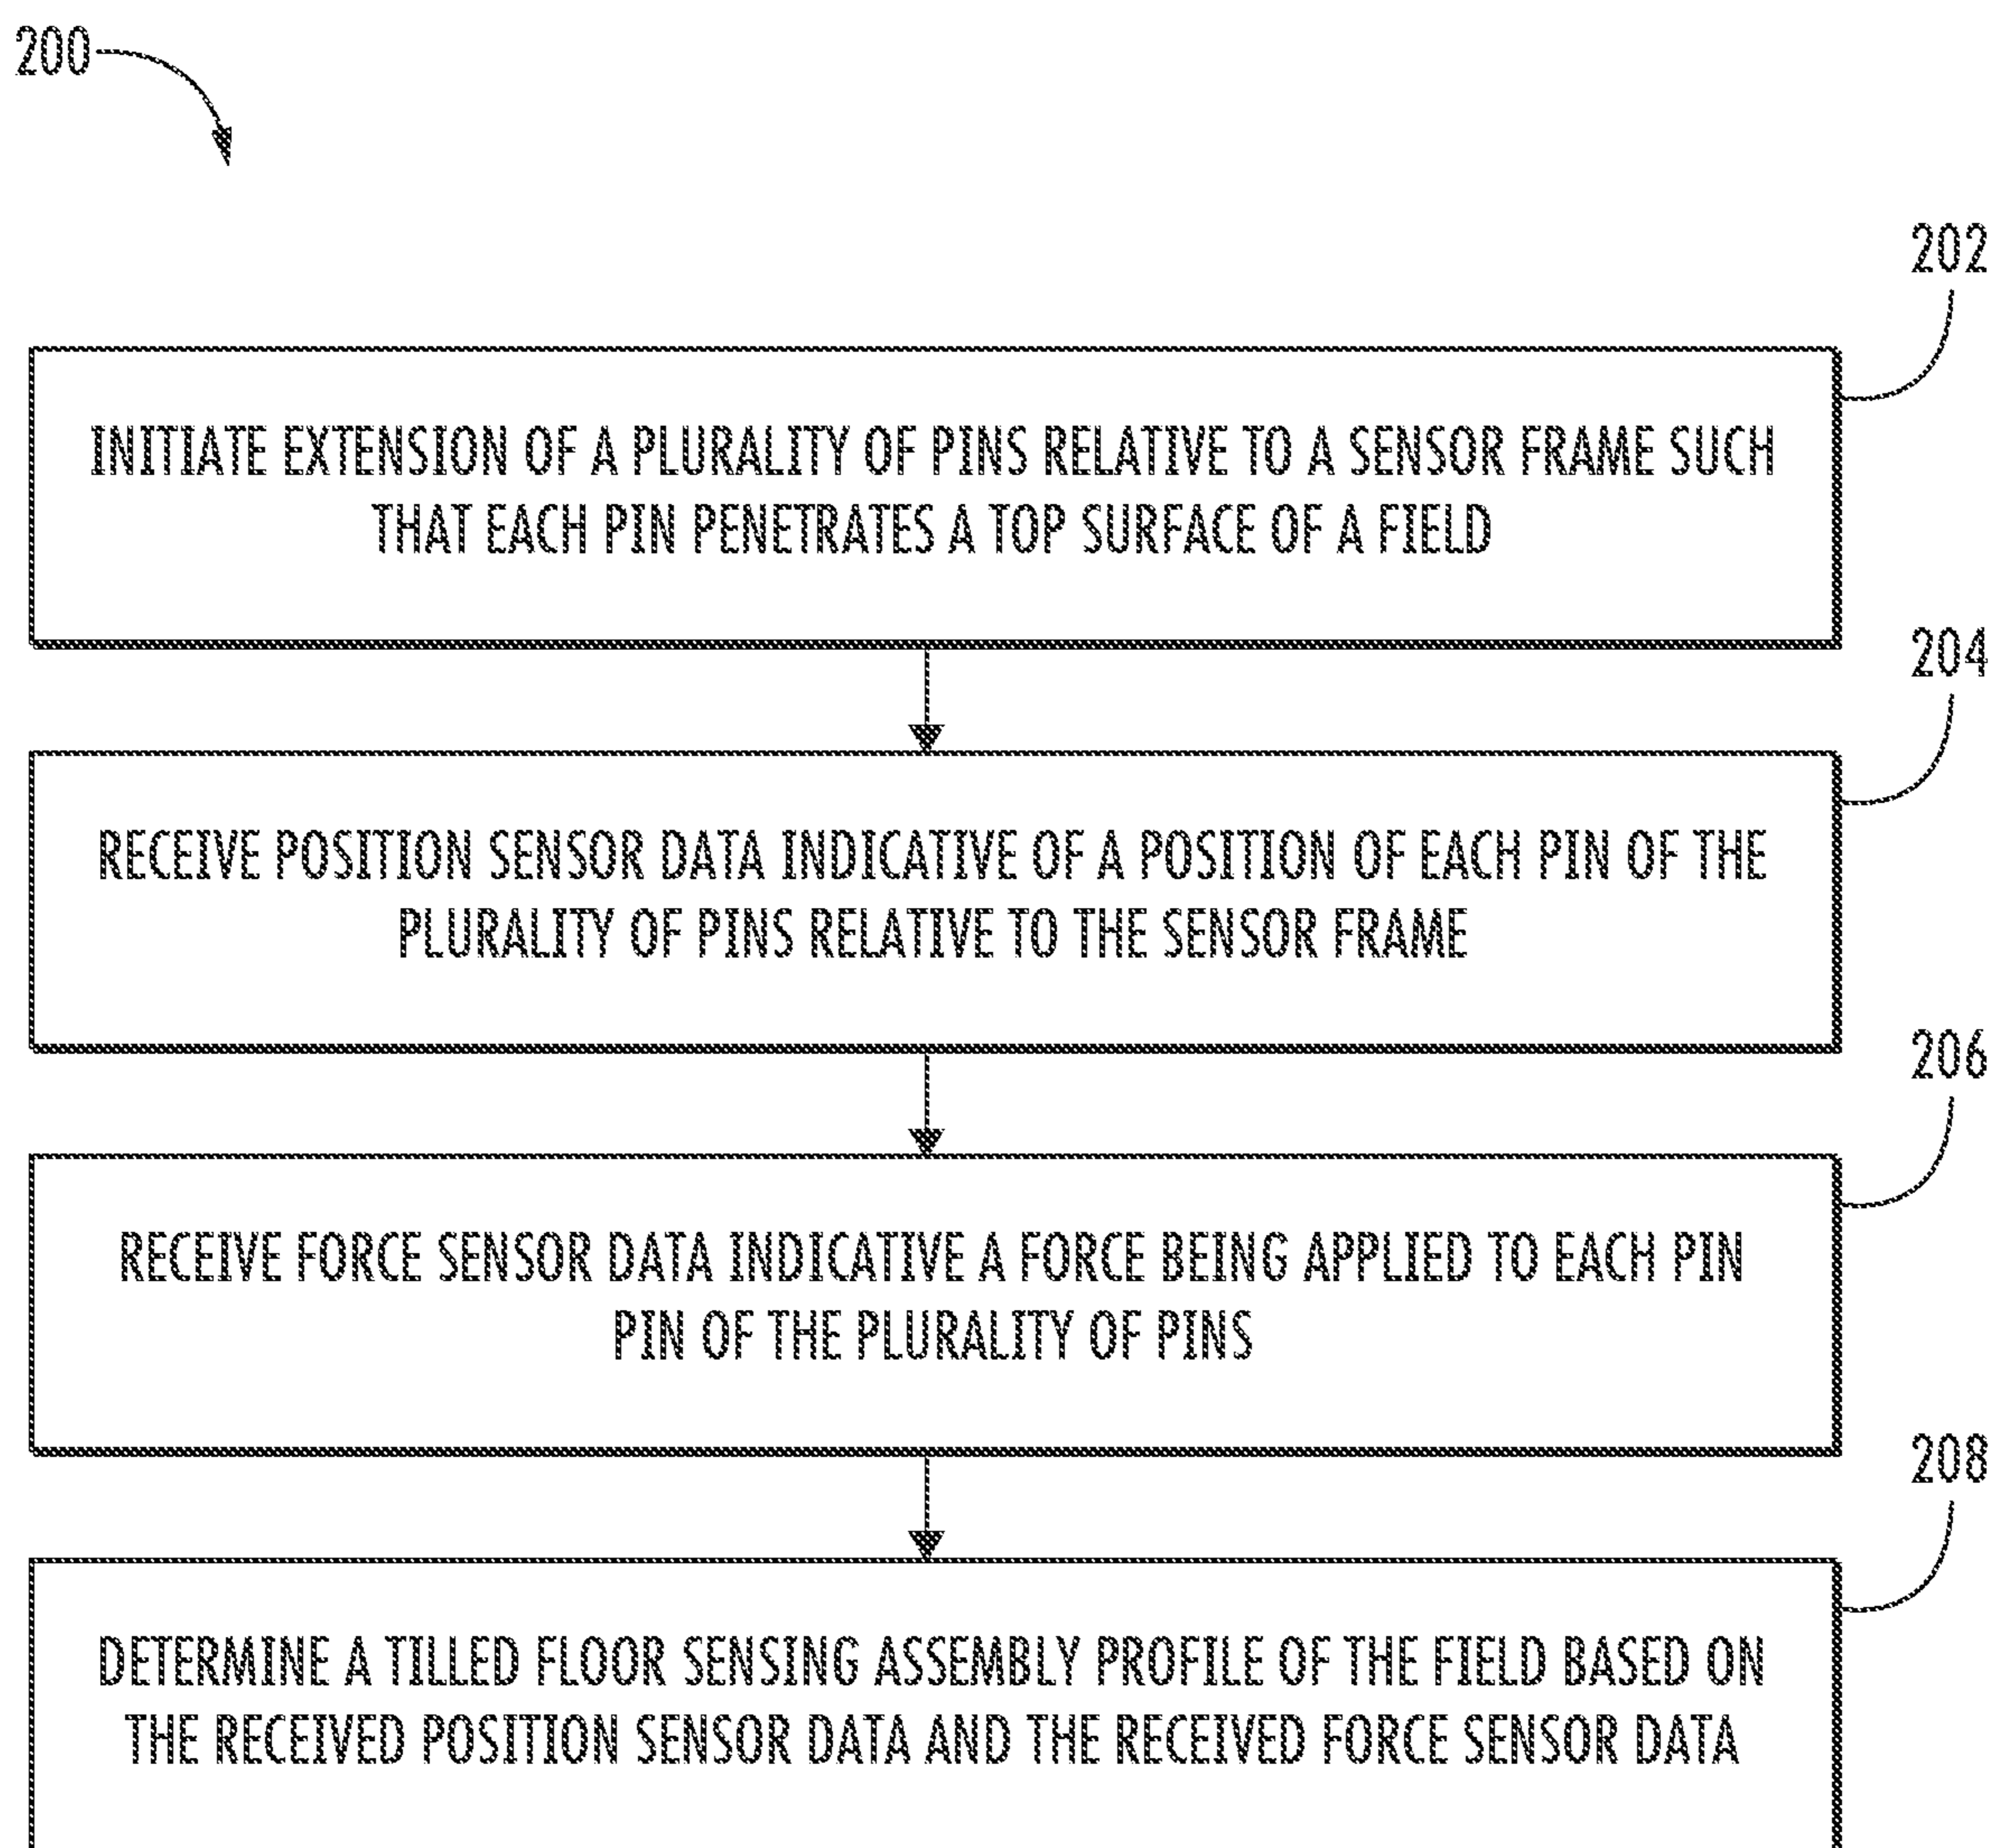 200
202
INITIATE EXTENSION OF A PLURALITY OF PINS RELATIVE TO A SENSOR FRAME SUCH
THAT EACH PIN PENETRATES A TOP SURFACE OF A FIELD
204
RECEIVE POSITION SENSOR DATA INDICATIVE OF A POSITION OF EACH PIN OF THE
PLURALITY OF PINS RELATIVE TO THE SENSOR FRAME
206
RECEIVE FORCE SENSOR DATA INDICATIVE A FORCE BEING APPLIED TO EACH PIN
PIN OF THE PLURALITY OF PINS
208
DETERMINE A TILLED FLOOR SENSING ASSEMBLY PROFILE OF THE FIELD BASED ON
THE RECEIVED POSITION SENSOR DATA AND THE RECEIVED FORCE SENSOR DATA